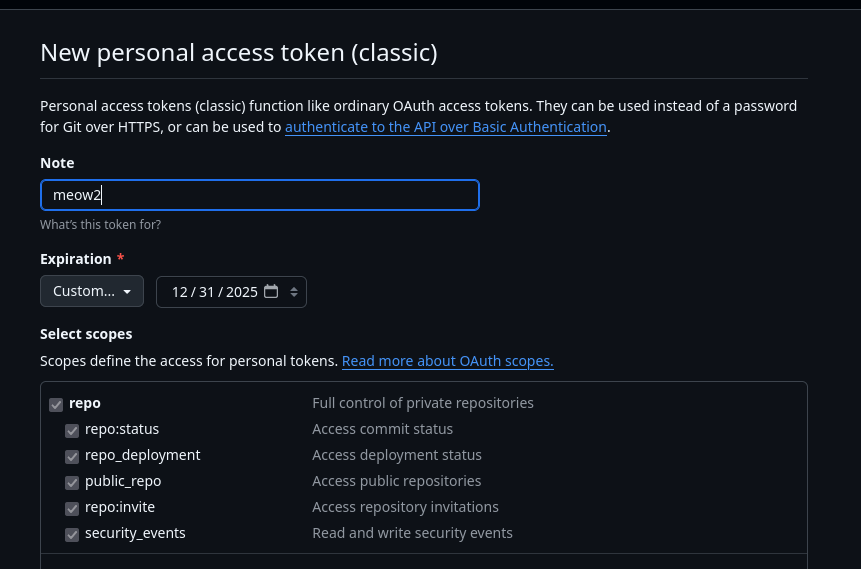 New personal access token (classic)
Personal access tokens (classic) function like ordinary OAuth access tokens. They can be used instead of a password
for Git over HTTPS, or can be used to authenticate to the API over Basic Authentication.
Note
meow2
What's this token for?
Expiration *
Custom... 12 / 31 / 2025
Select scopes
Scopes define the access for personal tokens. Read more about OAuth scopes.
repo Full control of private repositories
repo:status Access commit status
repo_deployment Access deployment status
public_repo Access public repositories
repo:invite Access repository invitations
security_events Read and write security events